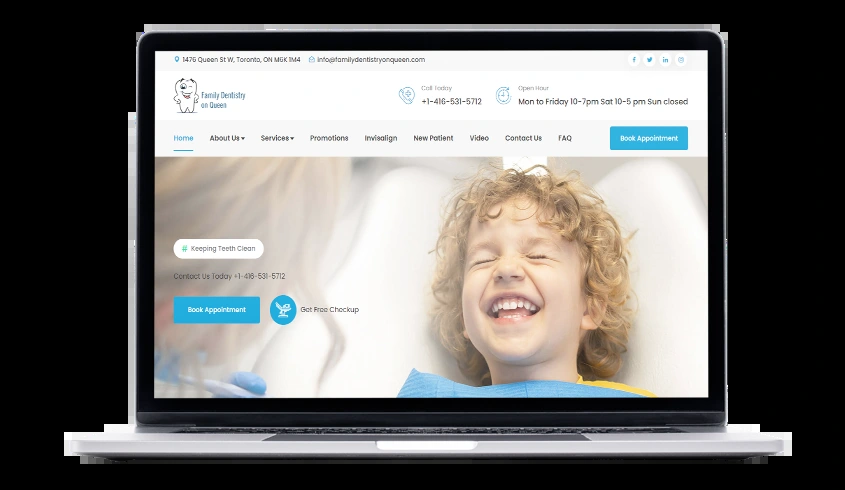 1476 Queen St W, Toronto, ON M6K 1M4 info@familydentistryonqueen.com
Family Dentistry
on Queen
Call Today
+1-416-531-5712
Open Hour
Mon to Friday 10-7pm Sat 10-5 pm Sun closed
Home About Us Services Promotions Invisalign New Patient Video Contact Us FAQ Book Appointment
# Keeping Teeth Clean
Contact Us Today +1-416-531-5712
Book Appointment Get Free Checkup